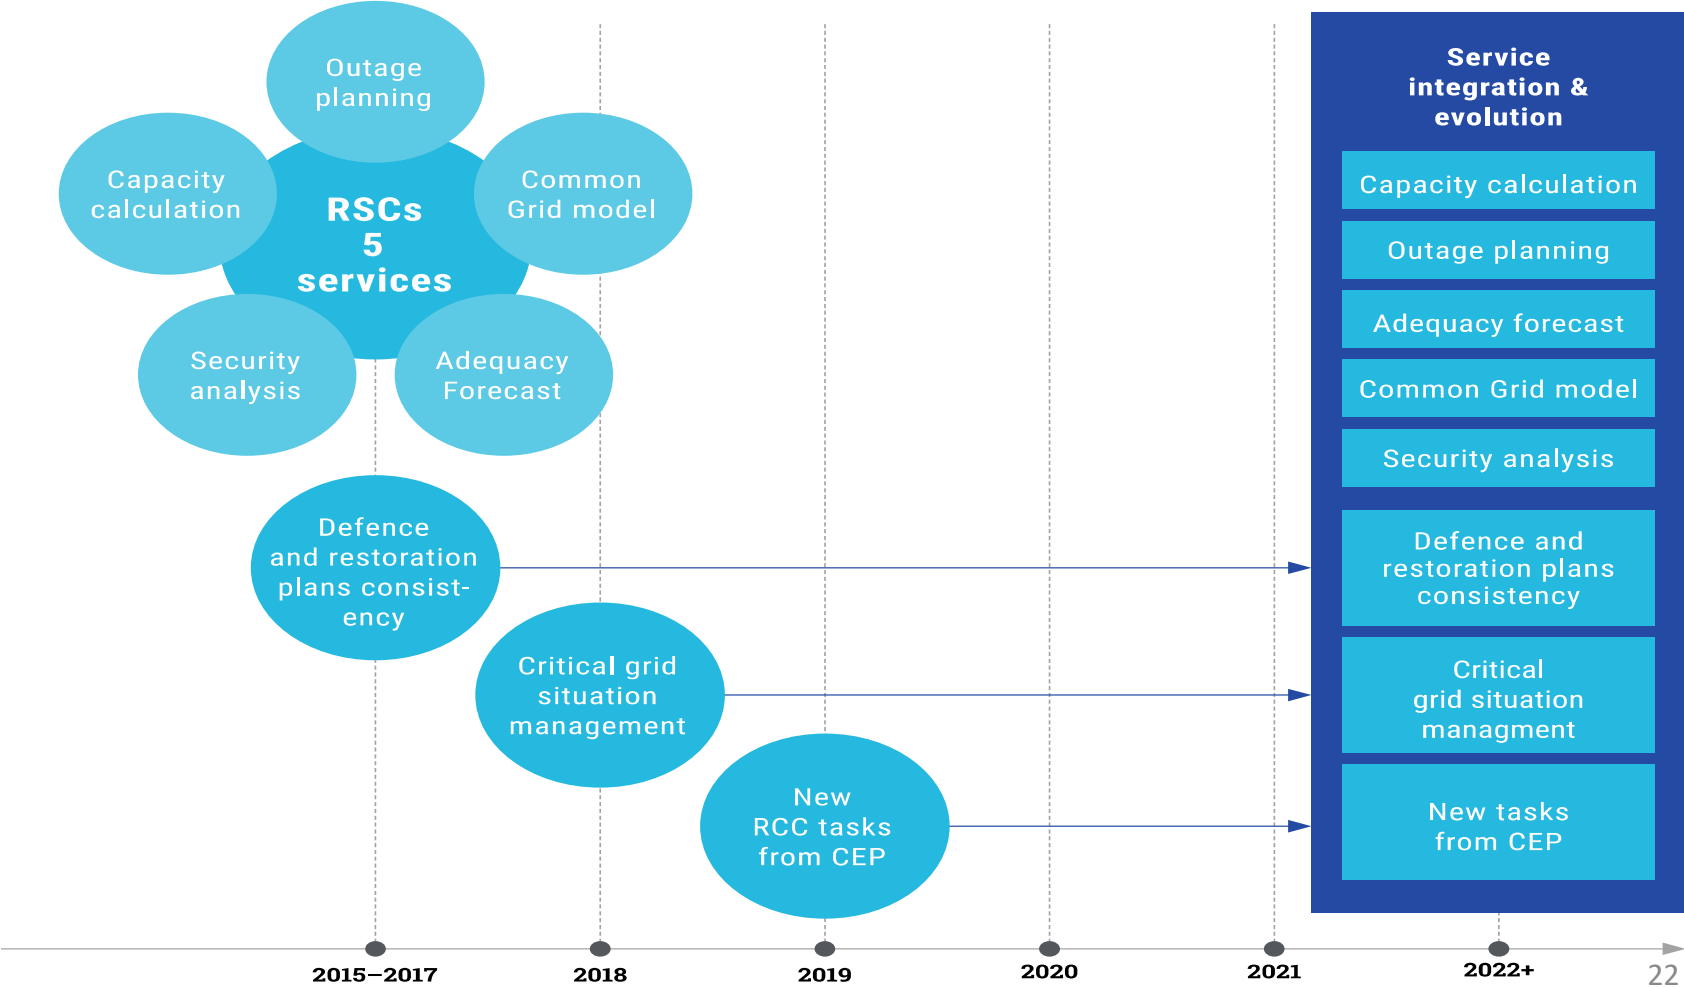 Outage
planning
Capacity
calculation
Common
Grid model
RSCs
5
services
Security
analysis
Adequacy
Forecast
Defence
and restoration
plans consist-
ency
Critical grid
situation
management
New
RCC tasks
from CEP
Service
integration &
evolution
Capacity calculation
Outage planning
Adequacy forecast
Common Grid model
Security analysis
Defence and
restoration plans
consistency
Critical
grid situation
managment
New tasks
from CEP
2015–2017
2018
2019
2020
2021
2022+
22